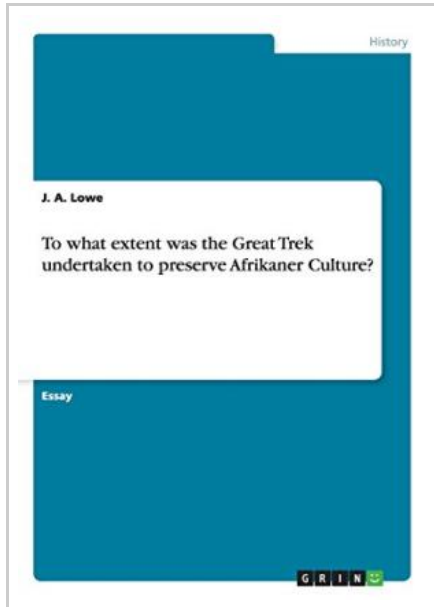 History
J. A. Lowe
To what extent was the Great Trek
undertaken to preserve Afrikaner Culture?
Essay
GRIN